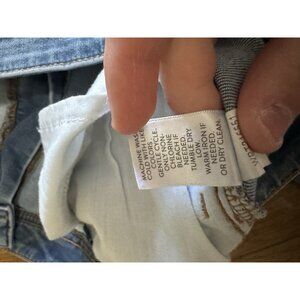 MACHINE WASH
COLD WITH LIKE
COLORS
GENTLE CYCLE.
ONLY NON-
CHLORINE
BLEACH IF
NEEDED.
TUMBLE DRY
LOW.
WARM IRON IF
NEEDED.
OR DRY CLEAN.